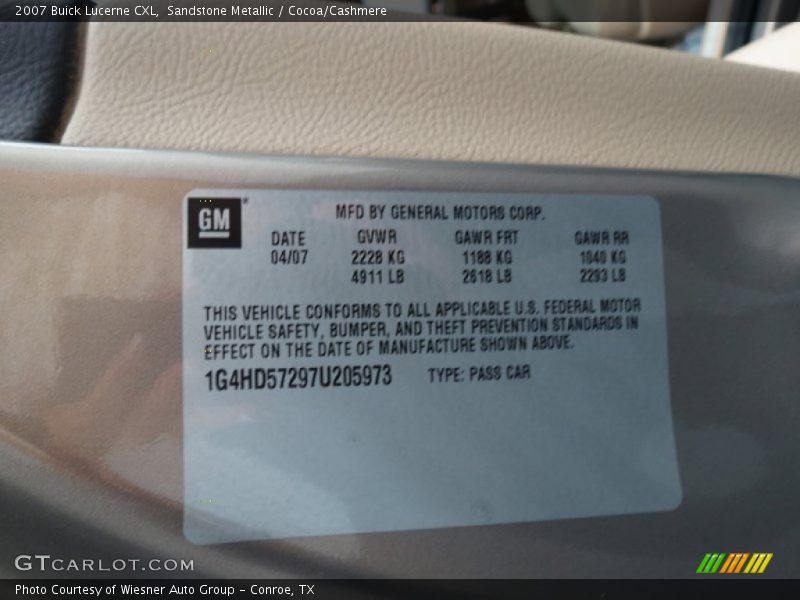 2007 Buick Lucerne CXL, Sandstone Metallic / Cocoa/Cashmere
GM
MFD BY GENERAL MOTORS CORP.
DATE GVWR GAWR FRT GAWR RR
04/07 2228 KG 1188 KG 1040 KG
4911 LB 2618 LB 2293 LB
THIS VEHICLE CONFORMS TO ALL APPLICABLE U.S. FEDERAL MOTOR
VEHICLE SAFETY, BUMPER, AND THEFT PREVENTION STANDARDS IN
EFFECT ON THE DATE OF MANUFACTURE SHOWN ABOVE.
1G4HD57297U205973 TYPE: PASS CAR
GTCARLOT.COM
Photo Courtesy of Wiesner Auto Group - Conroe, TX